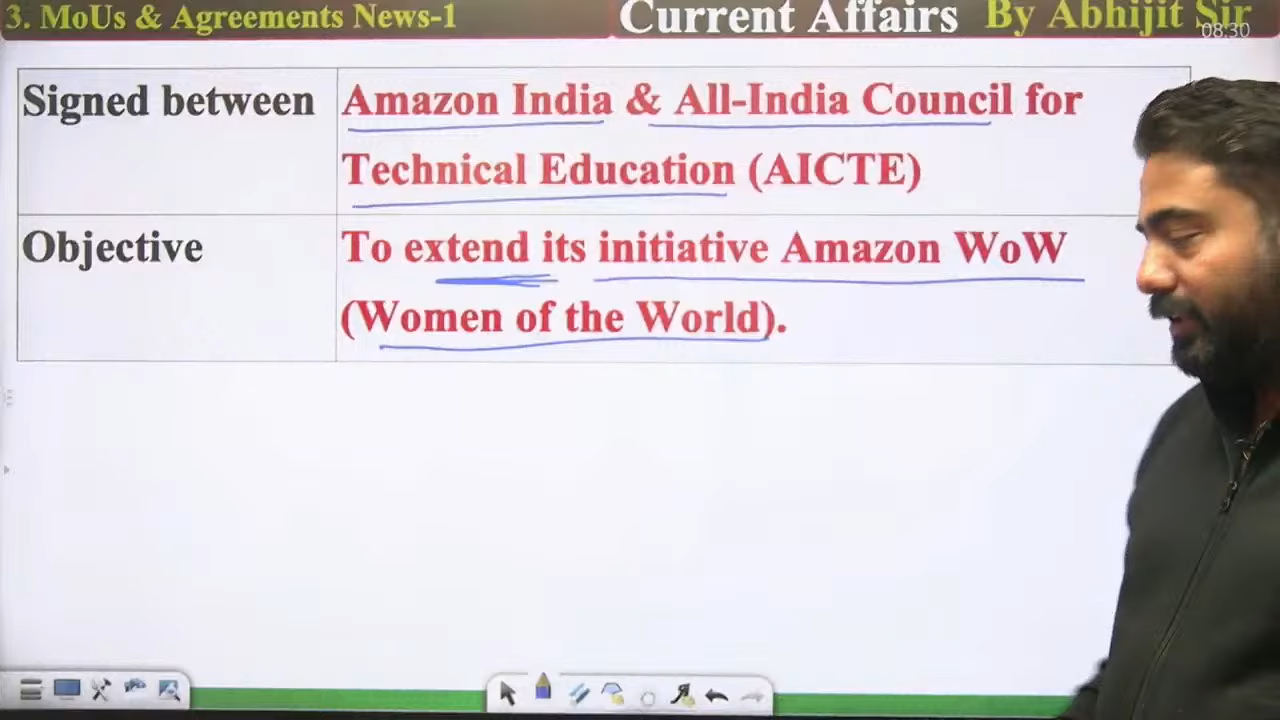 3. MoUs & Agreements News-1
Current Affairs
By Abhijit Sir
08:30
Signed between
Amazon India & All-India Council for
Technical Education (AICTE)
Objective
To extend its initiative Amazon WoW
(Women of the World).